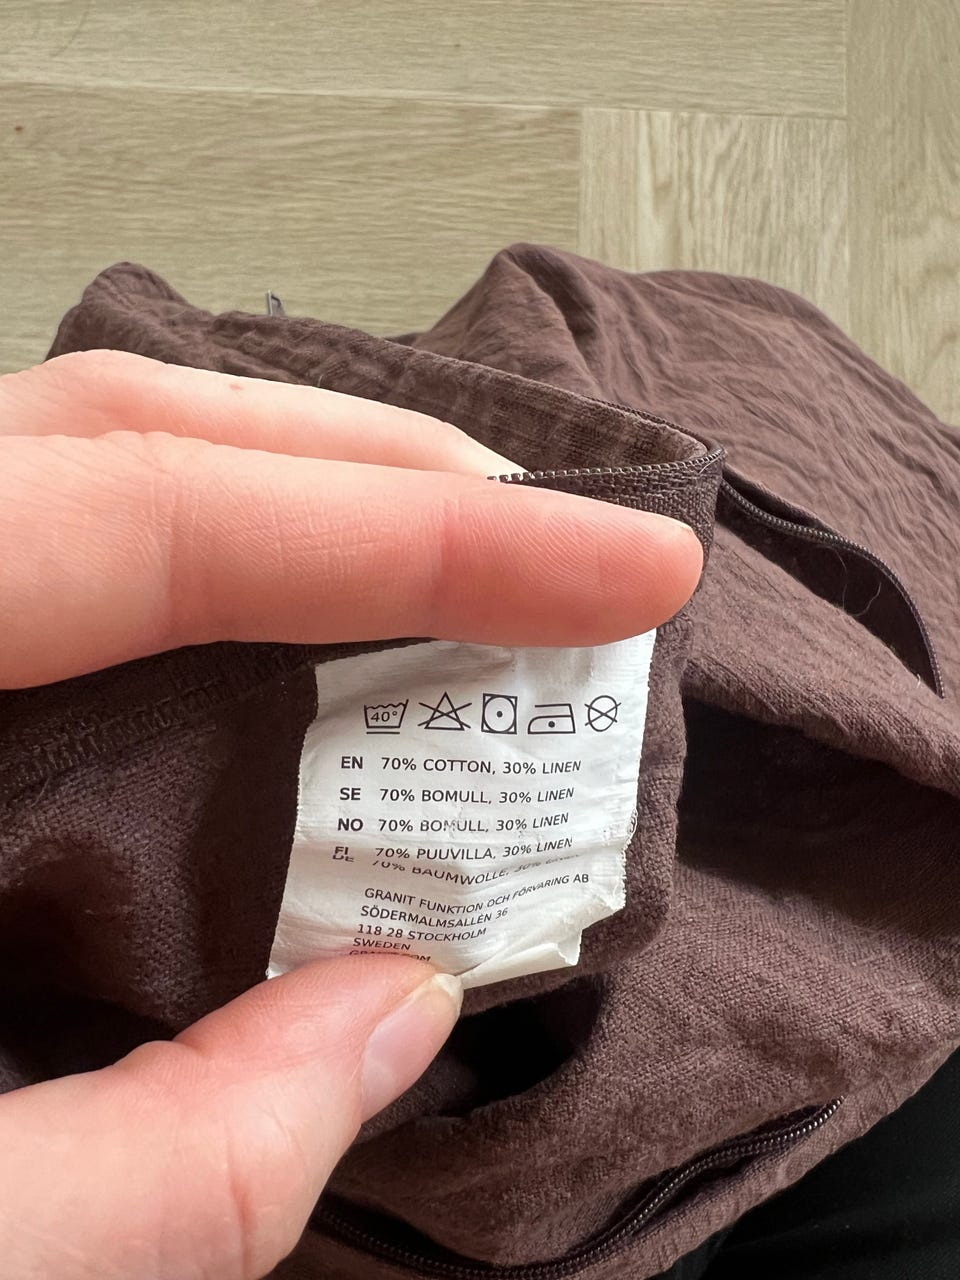 40°
EN 70% COTTON, 30% LINEN
SE 70% BOMULL, 30% LINEN
NO 70% BOMULL, 30% LINEN
FI 70% PUUVILLA, 30% LINEN
DE 70% BAUMWOLLE, 30%
GRANIT FUNKTION OCH FÖRVARING AB
SÖDERMALMSALLÉN 36
118 28 STOCKHOLM
SWEDEN